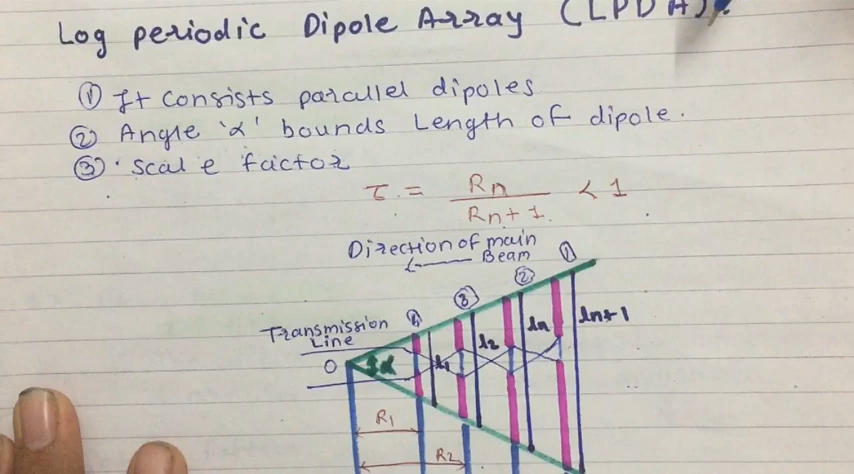 Log periodic Dipole Array (LPDA).
① It consists parallel dipoles
② Angle 'α' bounds Length of dipole.
③ Scale factor
τ = Rn / Rn+1 < 1
Direction of main
Beam
①
②
③
Transmission
Line
ln+1
ln
l2
l1
O
α
R1
R2